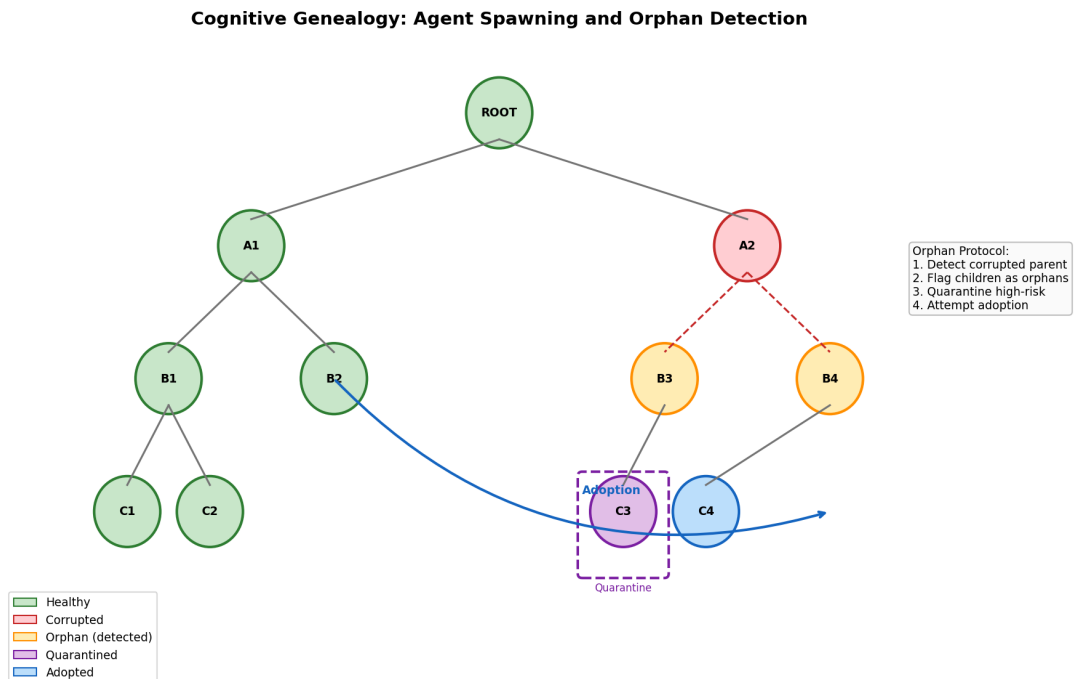 Cognitive Genealogy: Agent Spawning and Orphan Detection
ROOT
A1
A2
Orphan Protocol:
1. Detect corrupted parent
2. Flag children as orphans
3. Quarantine high-risk
4. Attempt adoption
B1
B2
B3
B4
Adoption
C1
C2
C3
C4
Quarantine
Healthy
Corrupted
Orphan (detected)
Quarantined
Adopted